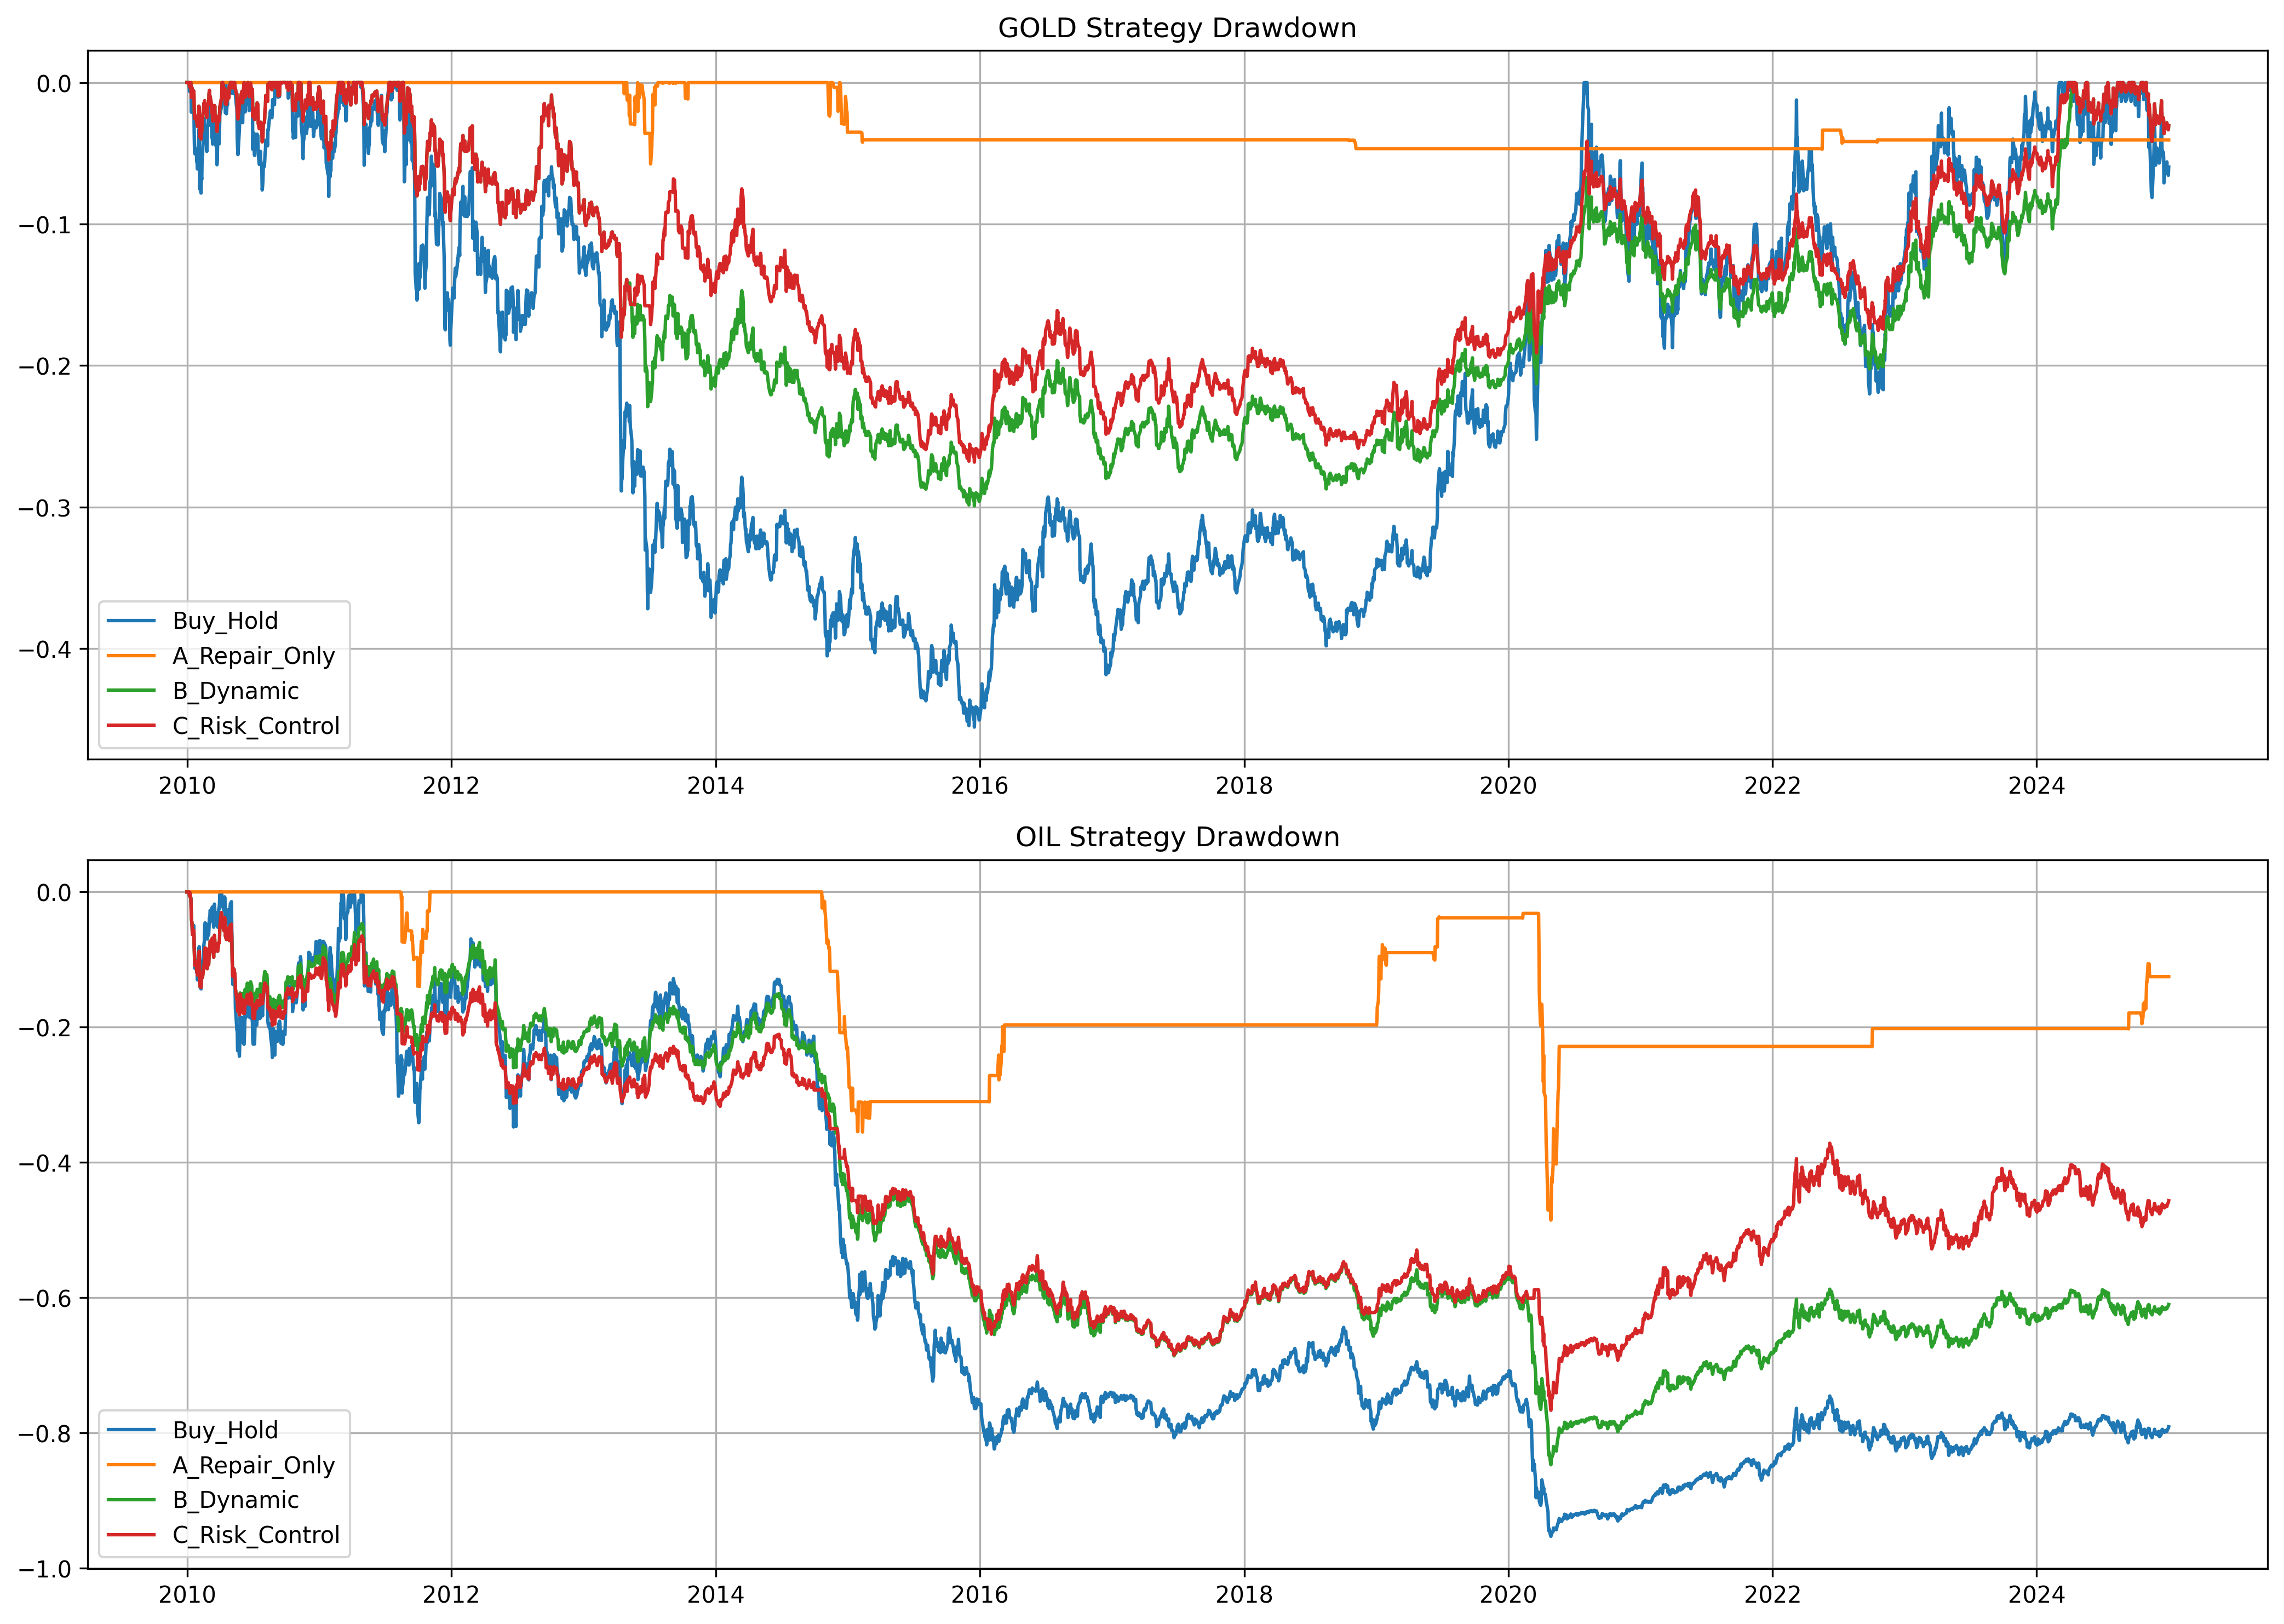 GOLD Strategy Drawdown
0.0
−0.1
−0.2
−0.3
−0.4
Buy_Hold
A_Repair_Only
B_Dynamic
C_Risk_Control
2010 2012 2014 2016 2018 2020 2022 2024
OIL Strategy Drawdown
0.0
−0.2
−0.4
−0.6
−0.8
−1.0
Buy_Hold
A_Repair_Only
B_Dynamic
C_Risk_Control
2010 2012 2014 2016 2018 2020 2022 2024